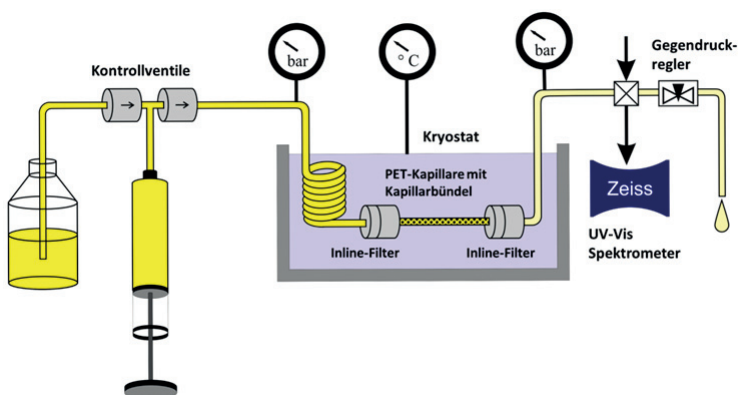 Kontrollventile
→
→
bar
° C
bar
Gegendruck-
regler
Kryostat
PET-Kapillare mit
Kapillarbündel
Inline-Filter
Inline-Filter
Zeiss
UV-Vis
Spektrometer